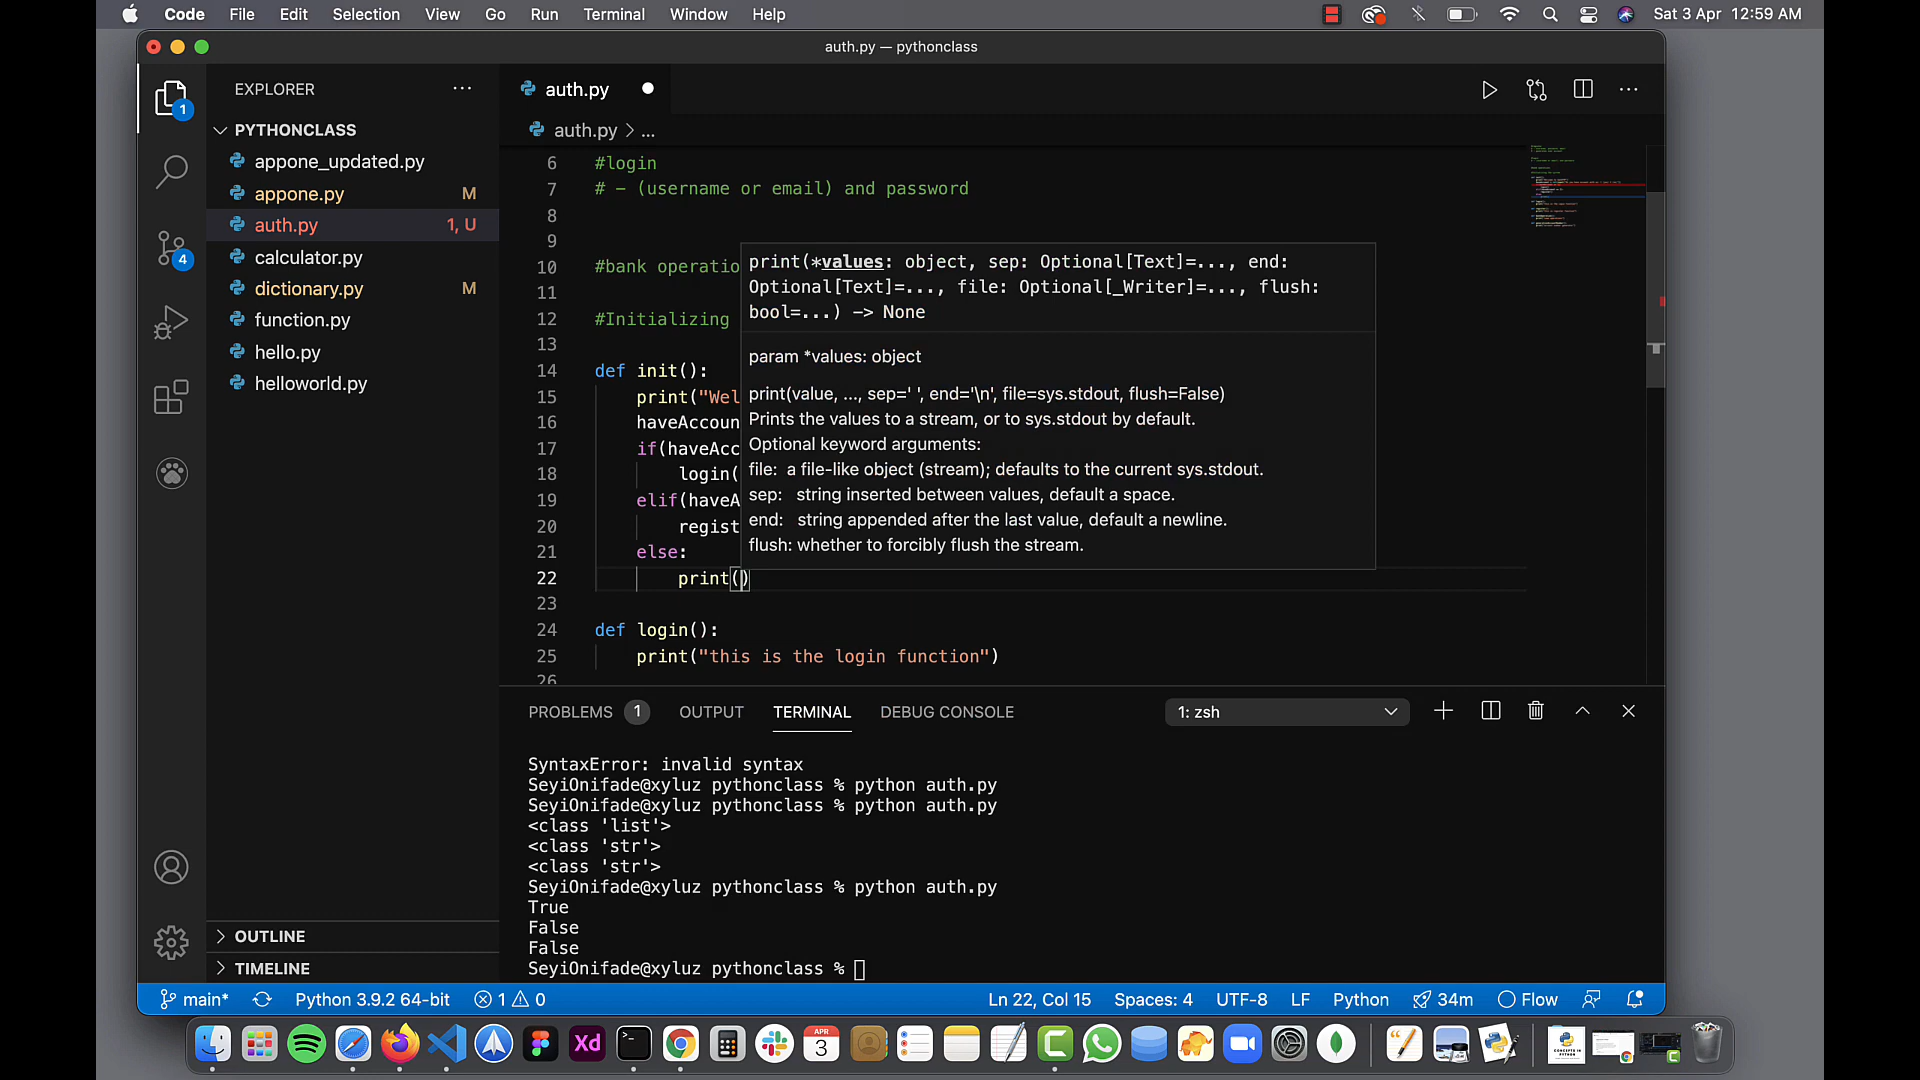 Code File Edit Selection View Go Run Terminal Window Help Sat 3 Apr 12:59 AM
auth.py — pythonclass
EXPLORER
PYTHONCLASS
appone_updated.py
appone.py M
auth.py 1, U
calculator.py
dictionary.py M
function.py
hello.py
helloworld.py
OUTLINE
TIMELINE
auth.py
auth.py > ...
6 #login
7 # - (username or email) and password
8
9
10 #bank operatio
11
12 #Initializing
13
14 def init():
15 print("Wel
16 haveAccoun
17 if(haveAcc
18 login(
19 elif(haveA
20 regist
21 else:
22 print()
23
24 def login():
25 print("this is the login function")
26
print(*values: object, sep: Optional[Text]=..., end:
Optional[Text]=..., file: Optional[_Writer]=..., flush:
bool=...) -> None
param *values: object
print(value, ..., sep=' ', end='\n', file=sys.stdout, flush=False)
Prints the values to a stream, or to sys.stdout by default.
Optional keyword arguments:
file: a file-like object (stream); defaults to the current sys.stdout.
sep: string inserted between values, default a space.
end: string appended after the last value, default a newline.
flush: whether to forcibly flush the stream.
PROBLEMS 1 OUTPUT TERMINAL DEBUG CONSOLE 1: zsh
SyntaxError: invalid syntax
SeyiOnifade@xyluz pythonclass % python auth.py
SeyiOnifade@xyluz pythonclass % python auth.py
<class 'list'>
<class 'str'>
<class 'str'>
SeyiOnifade@xyluz pythonclass % python auth.py
True
False
False
SeyiOnifade@xyluz pythonclass %
main* Python 3.9.2 64-bit 1 0 Ln 22, Col 15 Spaces: 4 UTF-8 LF Python 34m Flow
1
4
Xd
APR
3